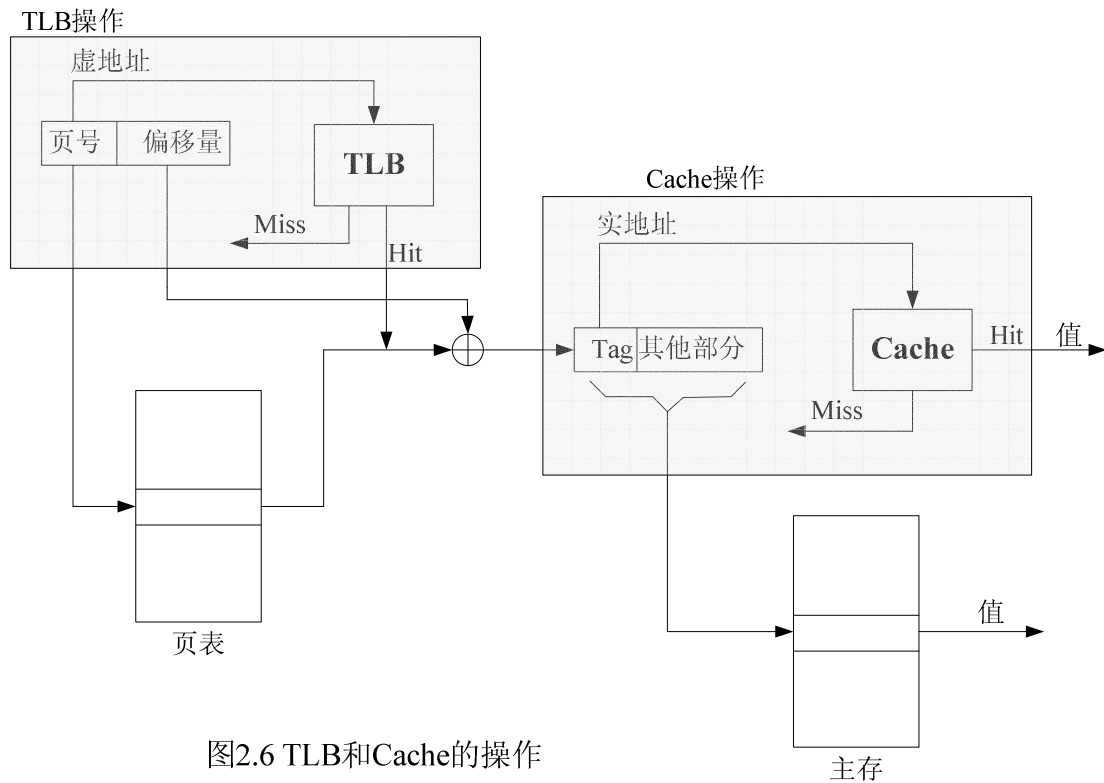 TLB操作
虚地址
页号 偏移量
TLB
Miss
Hit
Cache操作
实地址
Tag 其他部分
Cache
Hit
值
Miss
页表
值
主存
图2.6 TLB和Cache的操作